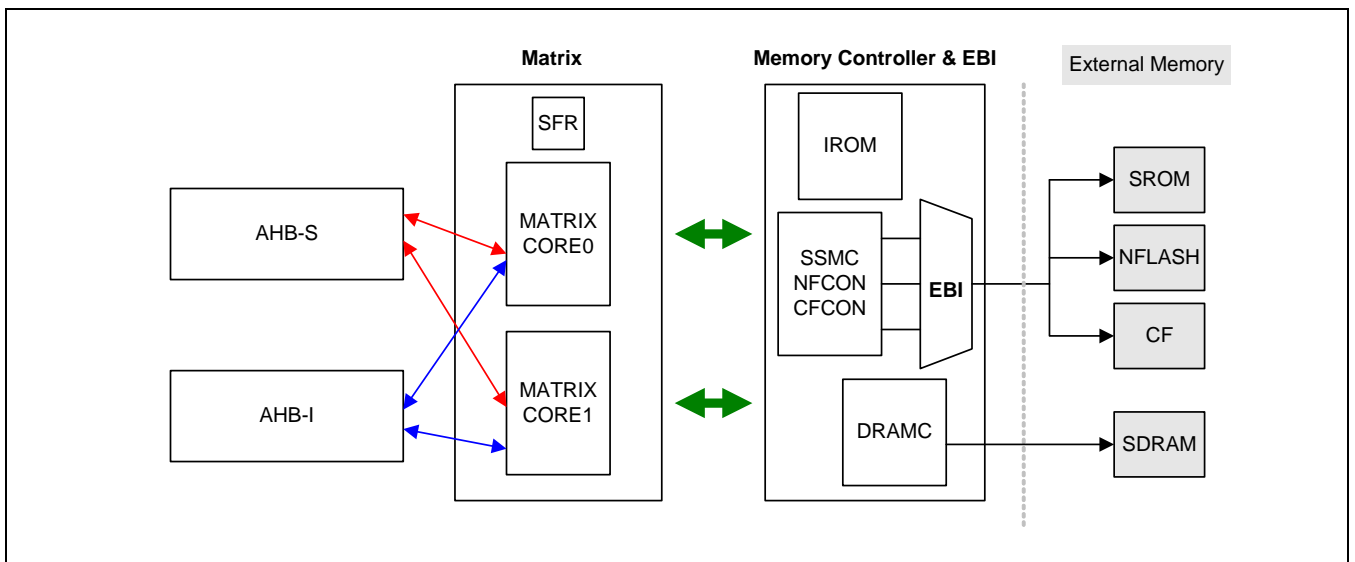 Matrix
Memory Controller & EBI
External Memory
SFR
IROM
MATRIX
CORE0
AHB-S
SROM
SSMC
NFCON
CFCON
EBI
NFLASH
CF
MATRIX
CORE1
AHB-I
DRAMC
SDRAM